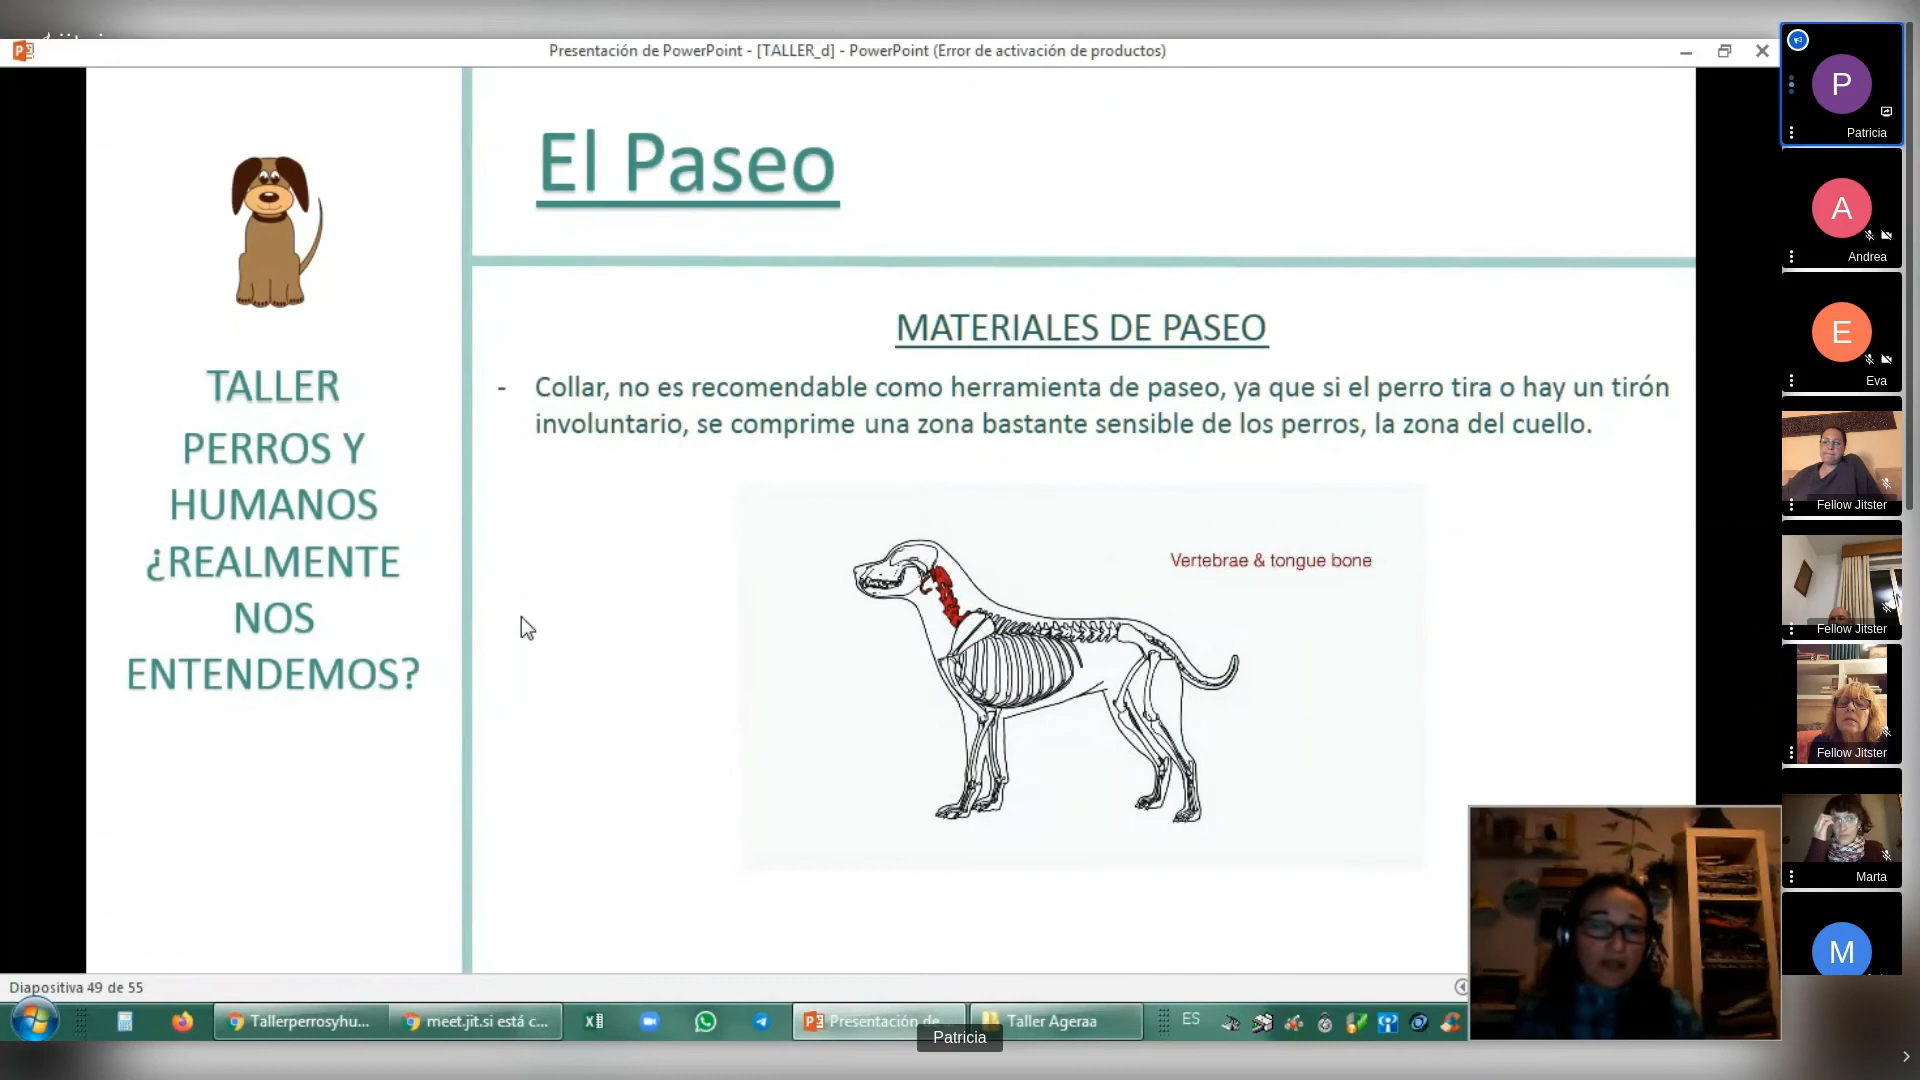 Presentación de PowerPoint - [TALLER_d] - PowerPoint (Error de activación de productos)
El Paseo
TALLER
PERROS Y
HUMANOS
¿REALMENTE
NOS
ENTENDEMOS?
MATERIALES DE PASEO
- Collar, no es recomendable como herramienta de paseo, ya que si el perro tira o hay un tirón
involuntario, se comprime una zona bastante sensible de los perros, la zona del cuello.
Vertebrae & tongue bone
P
Patricia
A
Andrea
E
Eva
Fellow Jitster
Fellow Jitster
Fellow Jitster
Marta
M
Diapositiva 49 de 55
Tallerperrosyhu...
meet.jit.si está c...
Presentación de
Taller Ageraa
ES
Patricia